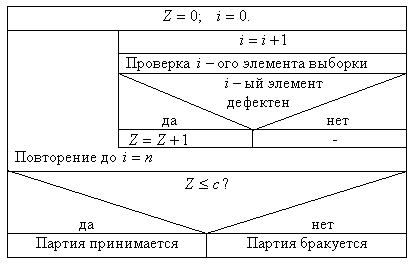 Z = 0; i = 0.
i = i + 1
Проверка i – ого элемента выборки
i – ый элемент
дефектен
да нет
Z = Z + 1 -
Повторение до i = n
Z ≤ c ?
да нет
Партия принимается Партия бракуется